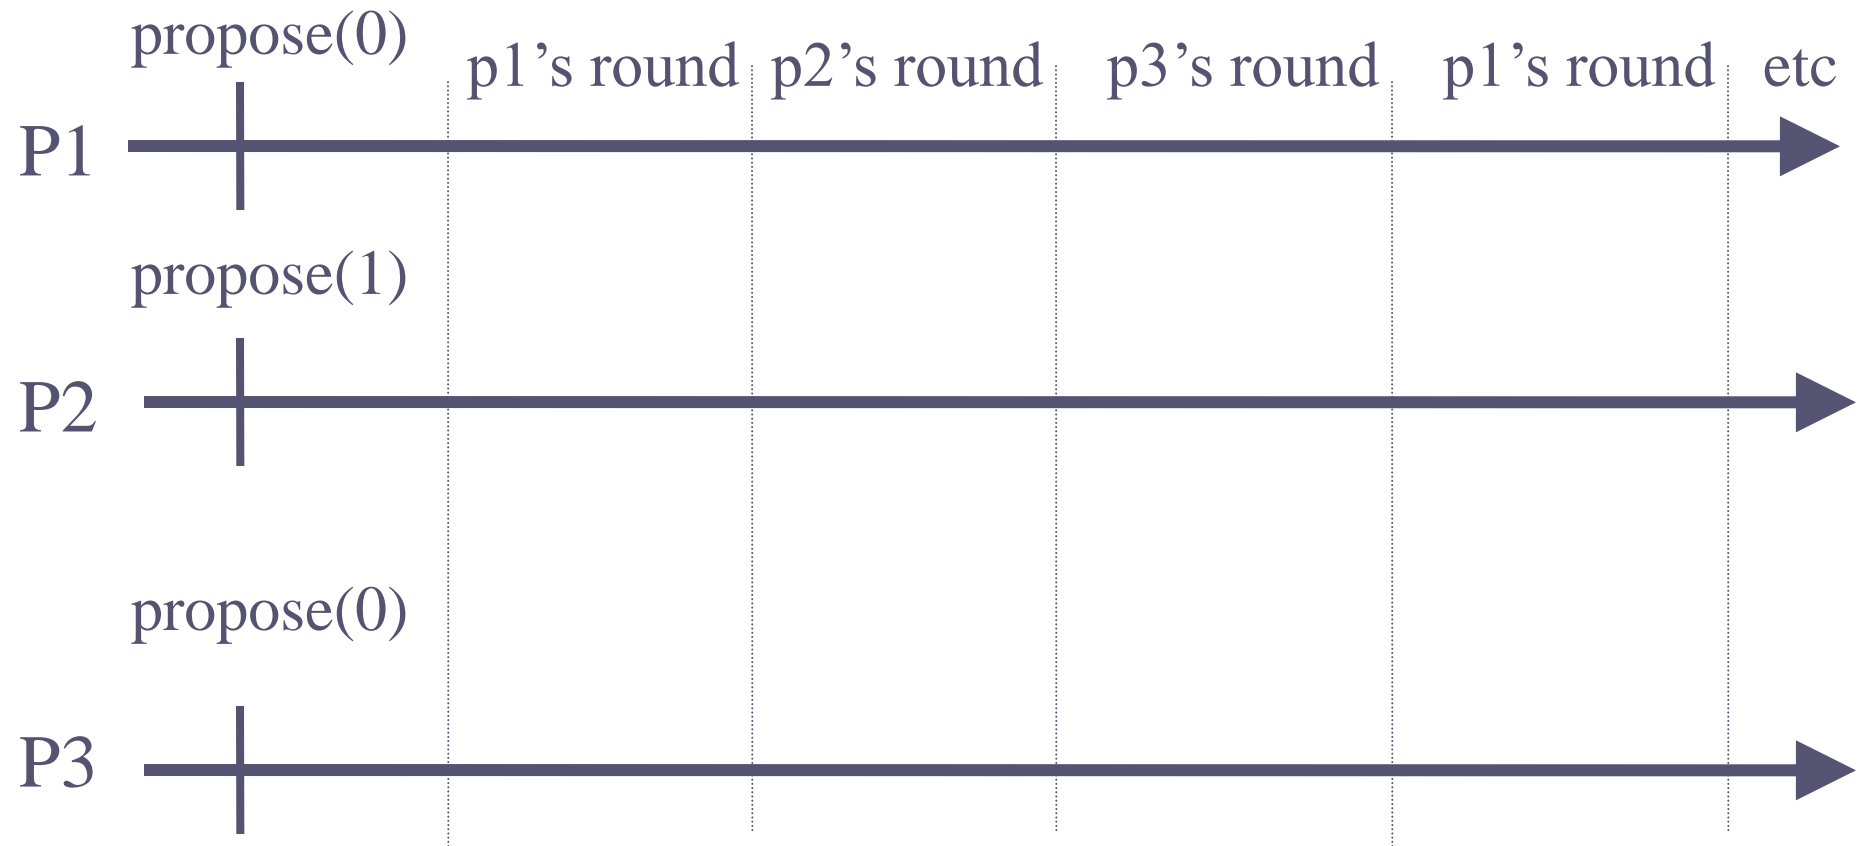 propose(0)
p1’s round p2’s round p3’s round p1’s round etc
P1
propose(1)
P2
propose(0)
P3